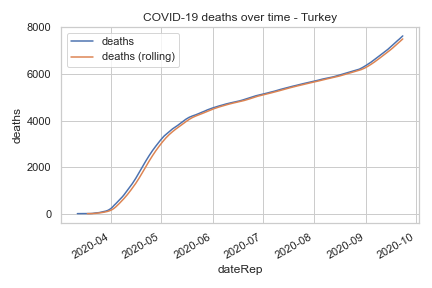 COVID-19 deaths over time - Turkey
deaths
deaths (rolling)
8000
6000
4000
2000
0
deaths
2020-04
2020-05
2020-06
2020-07
2020-08
2020-09
2020-10
dateRep